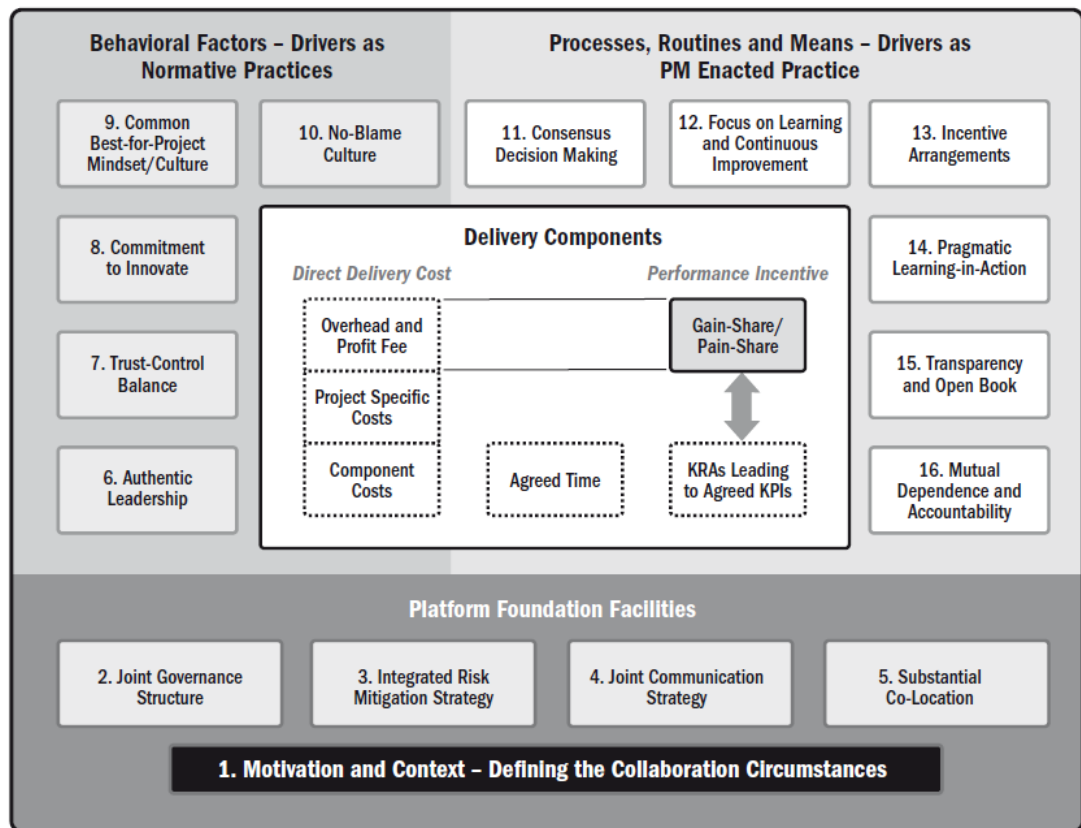 Behavioral Factors – Drivers as
Normative Practices
Processes, Routines and Means – Drivers as
PM Enacted Practice
9. Common
Best-for-Project
Mindset/Culture
10. No-Blame
Culture
11. Consensus
Decision Making
12. Focus on Learning
and Continuous
Improvement
13. Incentive
Arrangements
8. Commitment
to Innovate
7. Trust-Control
Balance
6. Authentic
Leadership
Delivery Components
Direct Delivery Cost
Performance Incentive
Overhead and
Profit Fee
Gain-Share/
Pain-Share
Project Specific
Costs
Component
Costs
Agreed Time
KRAs Leading
to Agreed KPIs
14. Pragmatic
Learning-in-Action
15. Transparency
and Open Book
16. Mutual
Dependence and
Accountability
Platform Foundation Facilities
2. Joint Governance
Structure
3. Integrated Risk
Mitigation Strategy
4. Joint Communication
Strategy
5. Substantial
Co-Location
1. Motivation and Context – Defining the Collaboration Circumstances